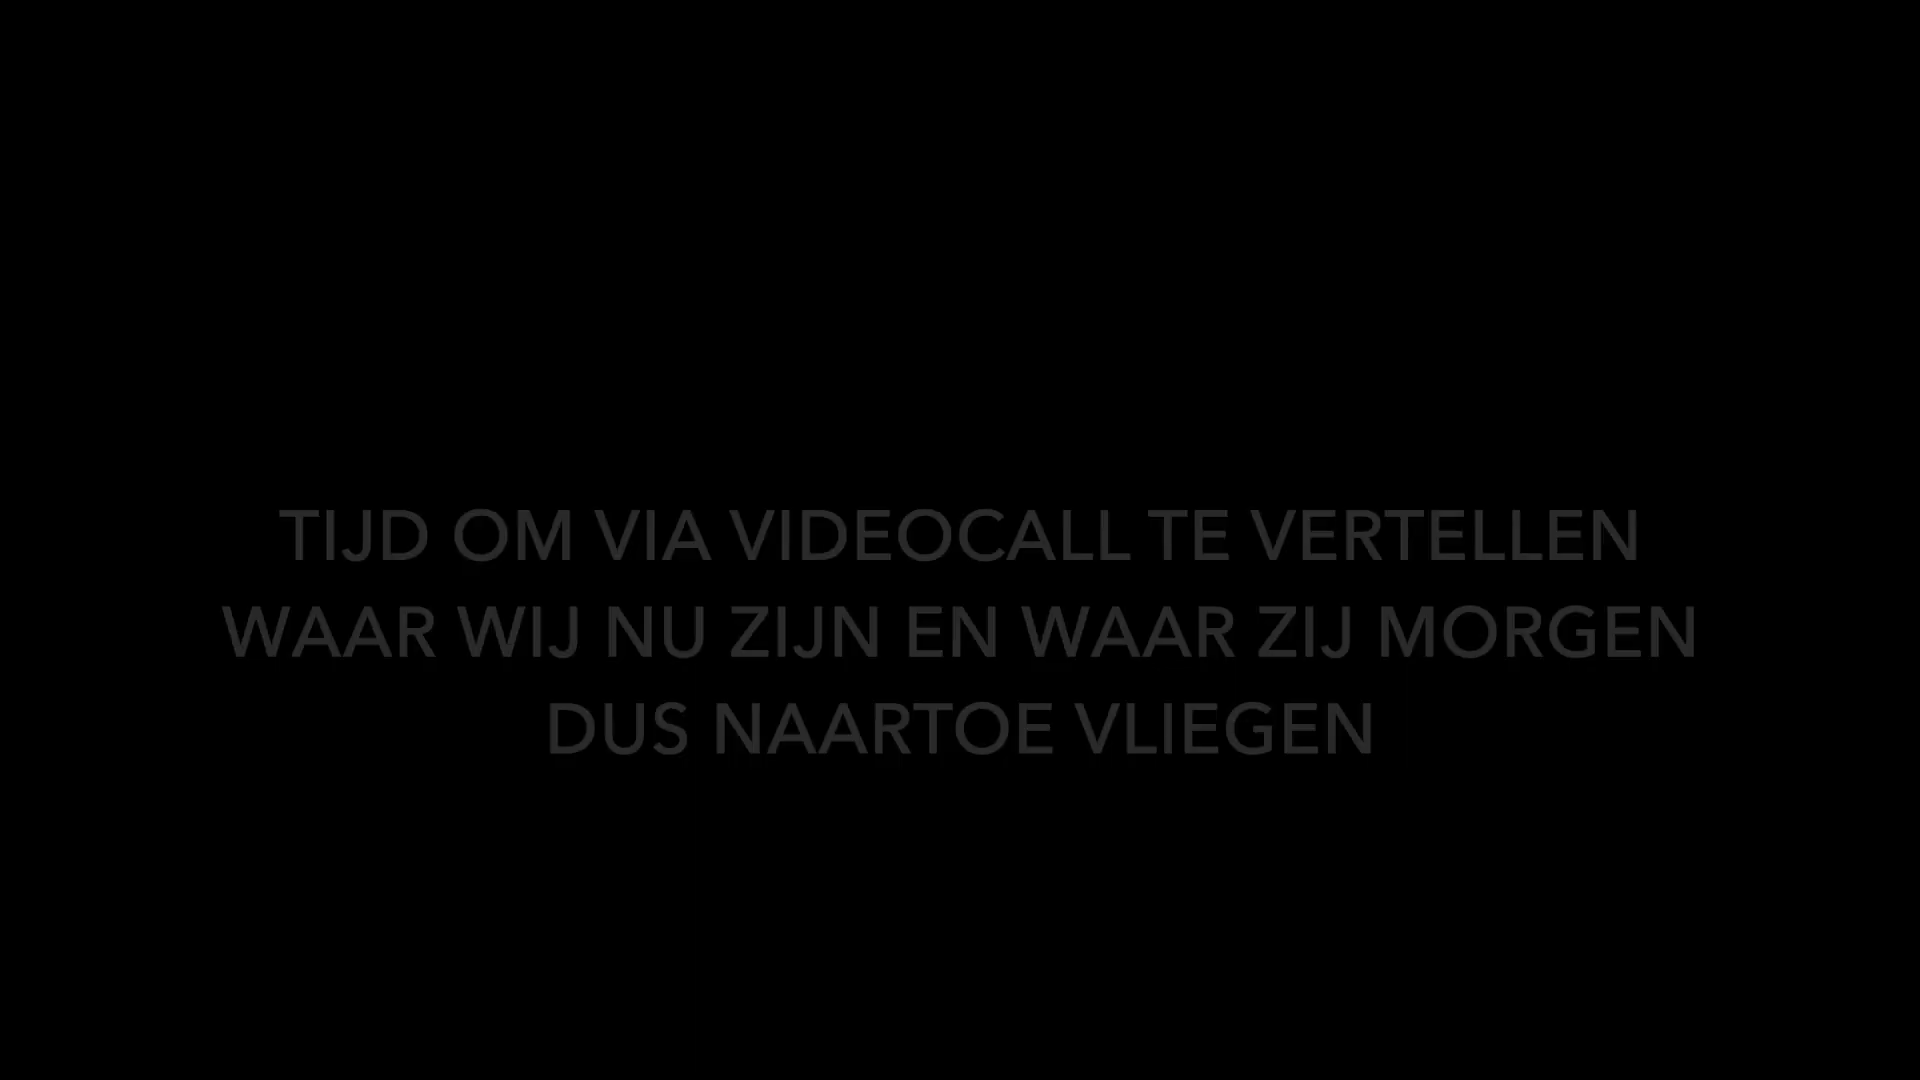 TIJD OM VIA VIDEOCALL TE VERTELLEN
WAAR WIJ NU ZIJN EN WAAR ZIJ MORGEN
DUS NAARTOE VLIEGEN